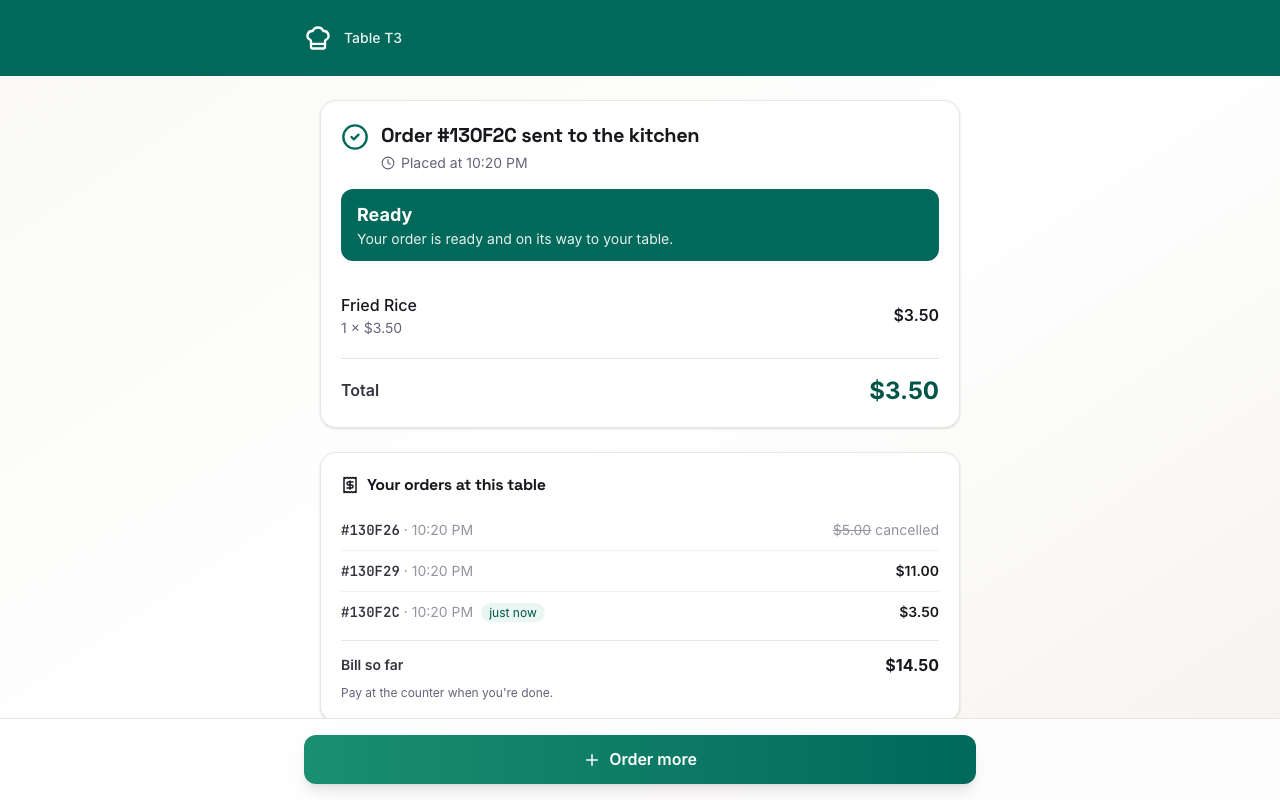 Table T3
Order #130F2C sent to the kitchen
Placed at 10:20 PM
Ready
Your order is ready and on its way to your table.
Fried Rice
1 × $3.50
$3.50
Total
$3.50
Your orders at this table
#130F26 · 10:20 PM
$5.00 cancelled
#130F29 · 10:20 PM
$11.00
#130F2C · 10:20 PM just now
$3.50
Bill so far
$14.50
Pay at the counter when you're done.
Order more